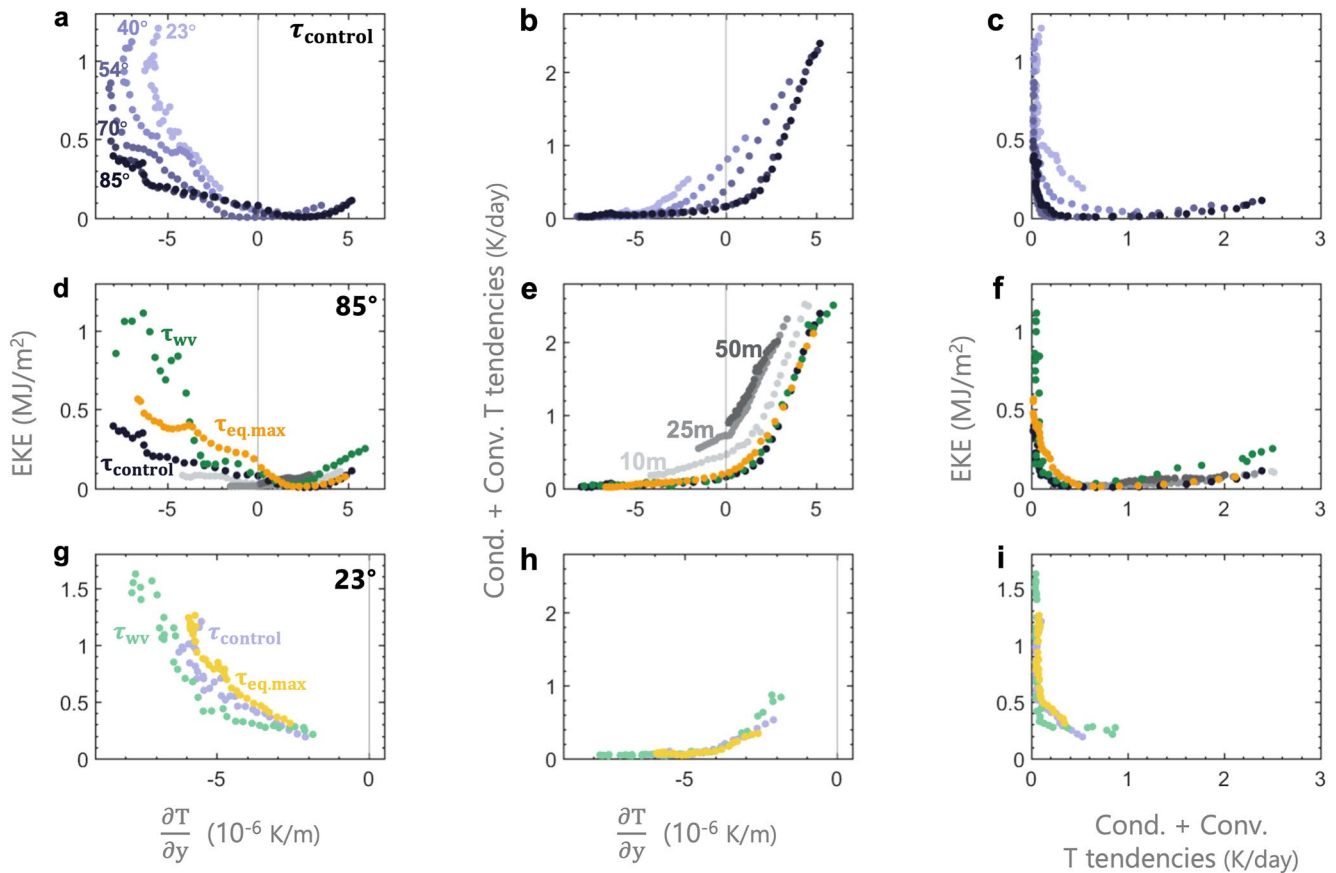 a
40°
23°
τcontrol
54°
70°
85°
1
0.5
0
-5
0
5
b
2
1
0
-5
0
5
c
1
0.5
0
0
1
2
3
d
85°
τwv
τeq.max
τcontrol
1
0.5
0
-5
0
5
e
50m
25m
10m
2
1
0
-5
0
5
f
1
0.5
0
0
1
2
3
EKE (MJ/m²)
Cond. + Conv. T tendencies (K/day)
EKE (MJ/m²)
g
23°
τwv
τcontrol
τeq.max
1.5
1
0.5
0
-5
0
h
2
1
0
-5
0
i
1.5
1
0.5
0
0
1
2
3
∂T/∂y (10⁻⁶ K/m)
∂T/∂y (10⁻⁶ K/m)
Cond. + Conv.
T tendencies (K/day)